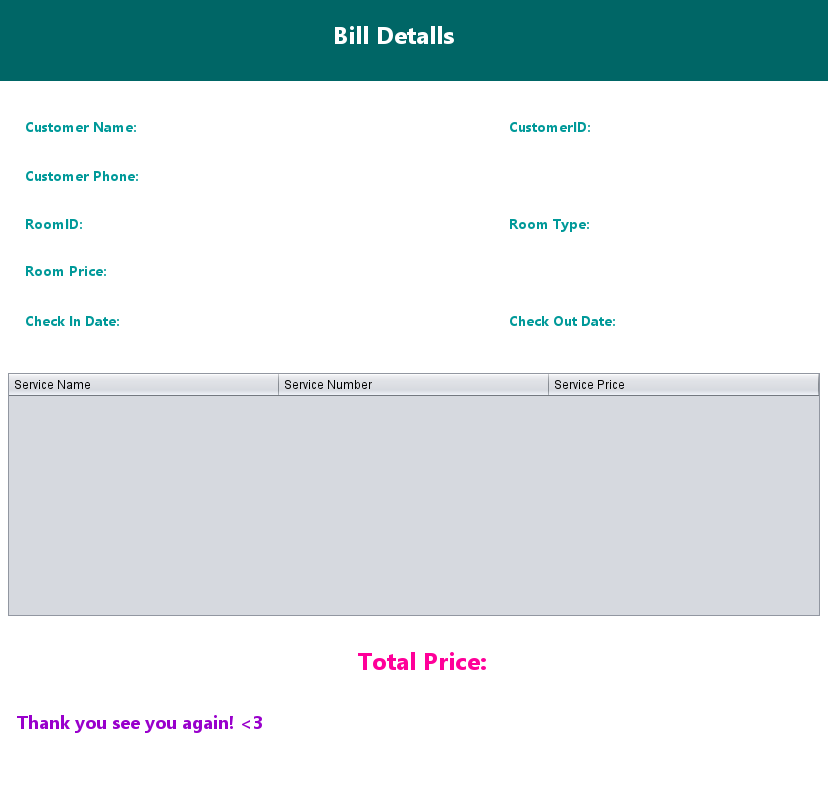 Bill Detalls
Customer Name: CustomerID:
Customer Phone:
RoomID: Room Type:
Room Price:
Check In Date: Check Out Date:
Service Name Service Number Service Price
Total Price:
Thank you see you again! <3